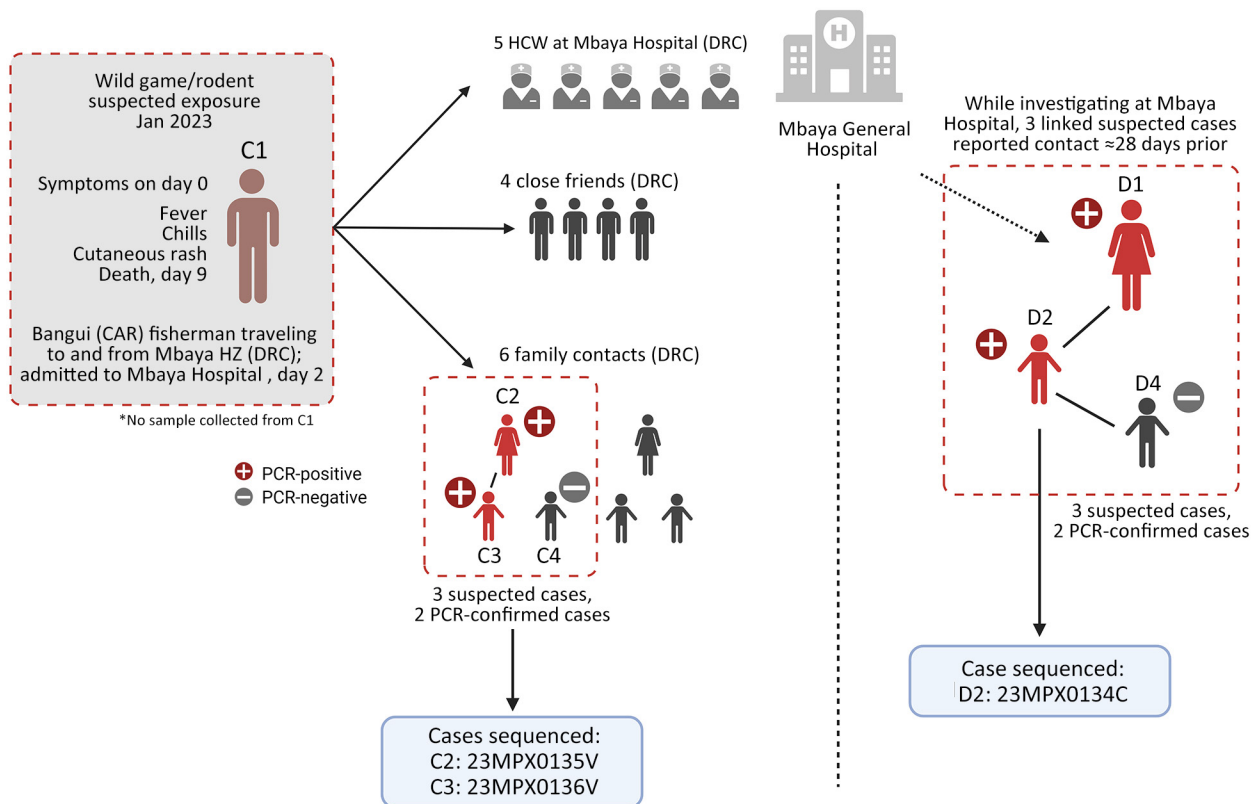 Wild game/rodent
suspected exposure
Jan 2023
C1
Symptoms on day 0
Fever
Chills
Cutaneous rash
Death, day 9
Bangui (CAR) fisherman traveling
to and from Mbaya HZ (DRC);
admitted to Mbaya Hospital , day 2
*No sample collected from C1
PCR-positive
PCR-negative
5 HCW at Mbaya Hospital (DRC)
4 close friends (DRC)
6 family contacts (DRC)
C2
C3
C4
3 suspected cases,
2 PCR-confirmed cases
Cases sequenced:
C2: 23MPX0135V
C3: 23MPX0136V
H
Mbaya General
Hospital
While investigating at Mbaya
Hospital, 3 linked suspected cases
reported contact ≈28 days prior
D1
D2
D4
3 suspected cases,
2 PCR-confirmed cases
Case sequenced:
D2: 23MPX0134C